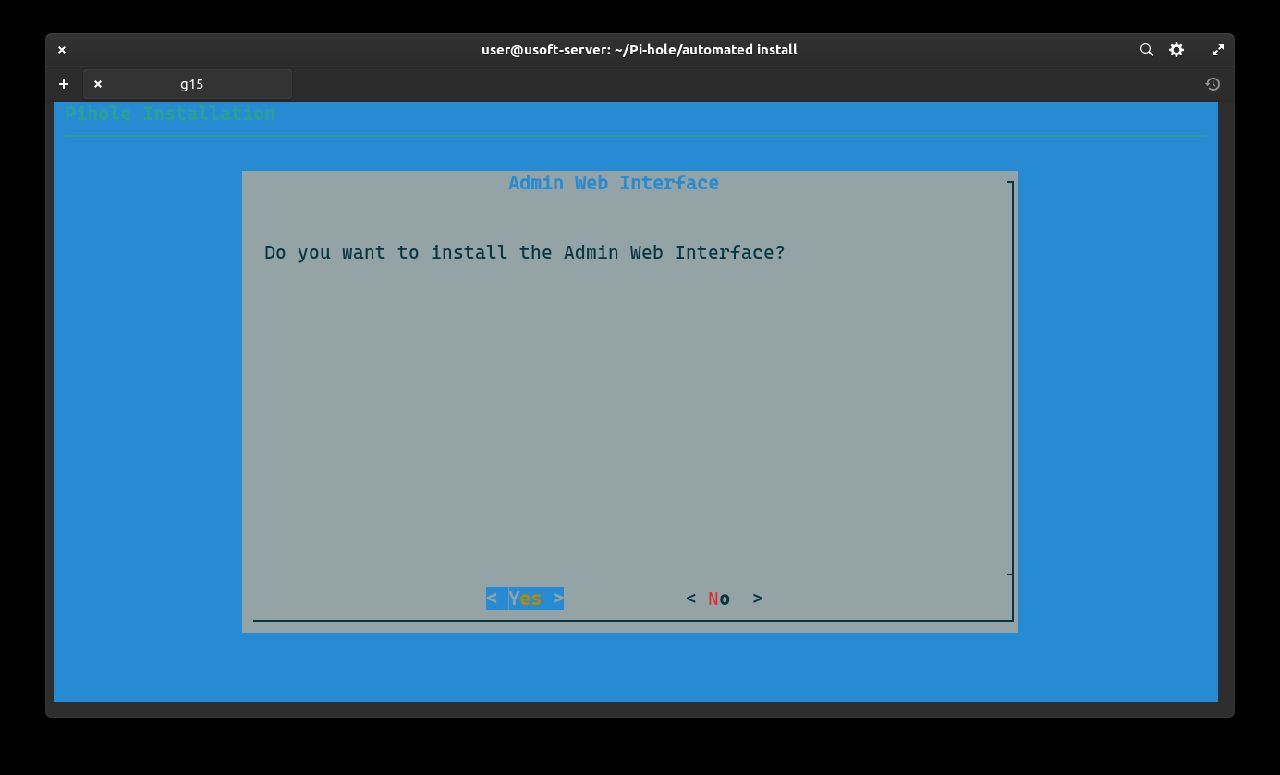 user@usoft-server: ~/Pi-hole/automated install
g15
Pihole Installation
Admin Web Interface
Do you want to install the Admin Web Interface?
< Yes > < No >